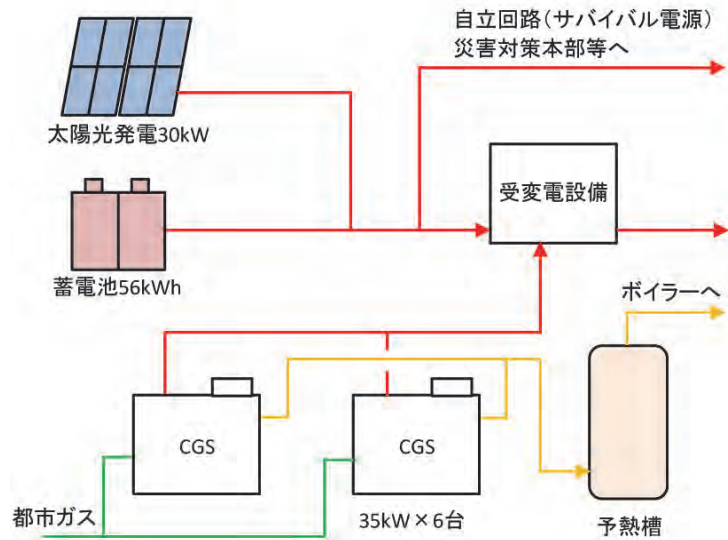 自立回路(サバイバル電源)
災害対策本部等へ
太陽光発電30kW
受変電設備
蓄電池56kWh
ボイラーへ
CGS
CGS
都市ガス
35kW×6台
予熱槽